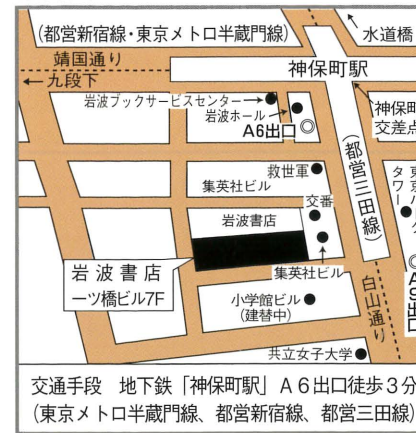 (都営新宿線・東京メトロ半蔵門線)
水道橋
靖国通り
神保町駅
九段下
岩波ブックサービスセンター
岩波ホール
神保町
交差点
A6出口
(都営三田線)
救世軍
集英社ビル
交番
岩波書店
岩波書店
一ツ橋ビル7F
集英社ビル
白山通り
A9出口
小学館ビル
(建替中)
共立女子大学
交通手段 地下鉄「神保町駅」A6出口徒歩3分
(東京メトロ半蔵門線、都営新宿線、都営三田線)